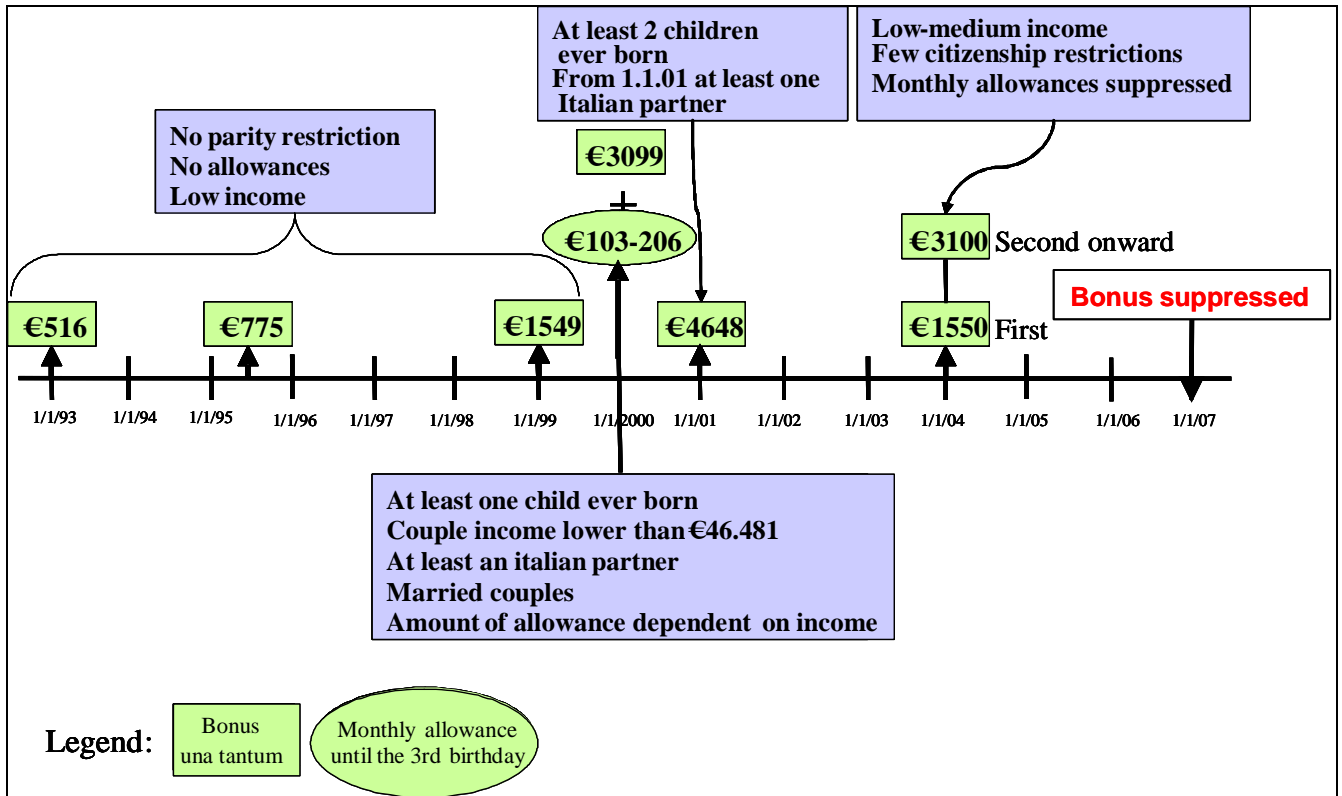 At least 2 children
ever born
From 1.1.01 at least one
Italian partner
Low-medium income
Few citizenship restrictions
Monthly allowances suppressed
No parity restriction
No allowances
Low income
€3099
+
€103-206
€3100 Second onward
Bonus suppressed
€516
€775
€1549
€4648
€1550 First
1/1/93
1/1/94
1/1/95
1/1/96
1/1/97
1/1/98
1/1/99
1/1/2000
1/1/01
1/1/02
1/1/03
1/1/04
1/1/05
1/1/06
1/1/07
At least one child ever born
Couple income lower than €46.481
At least an italian partner
Married couples
Amount of allowance dependent on income
Legend:
Bonus
una tantum
Monthly allowance
until the 3rd birthday